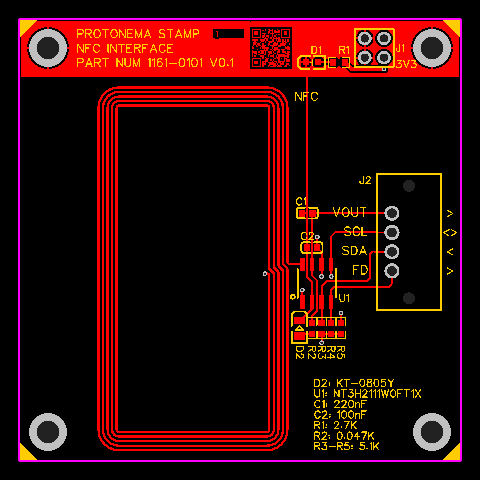 PROTONEMA STAMP
NFC INTERFACE
PART NUM 1161-0101 V0.1
D1 R1 J1
3V3
NFC
J2
C1
VOUT >
SCL <>
C2
SDA <
FD >
U1
D2 R2 R3 R4 R5
D2: KT-0805Y
U1: NT3H2111W0FT1X
C1: 220nF
C2: 100nF
R1: 2.7K
R2: 0.047K
R3-R5: 5.1K